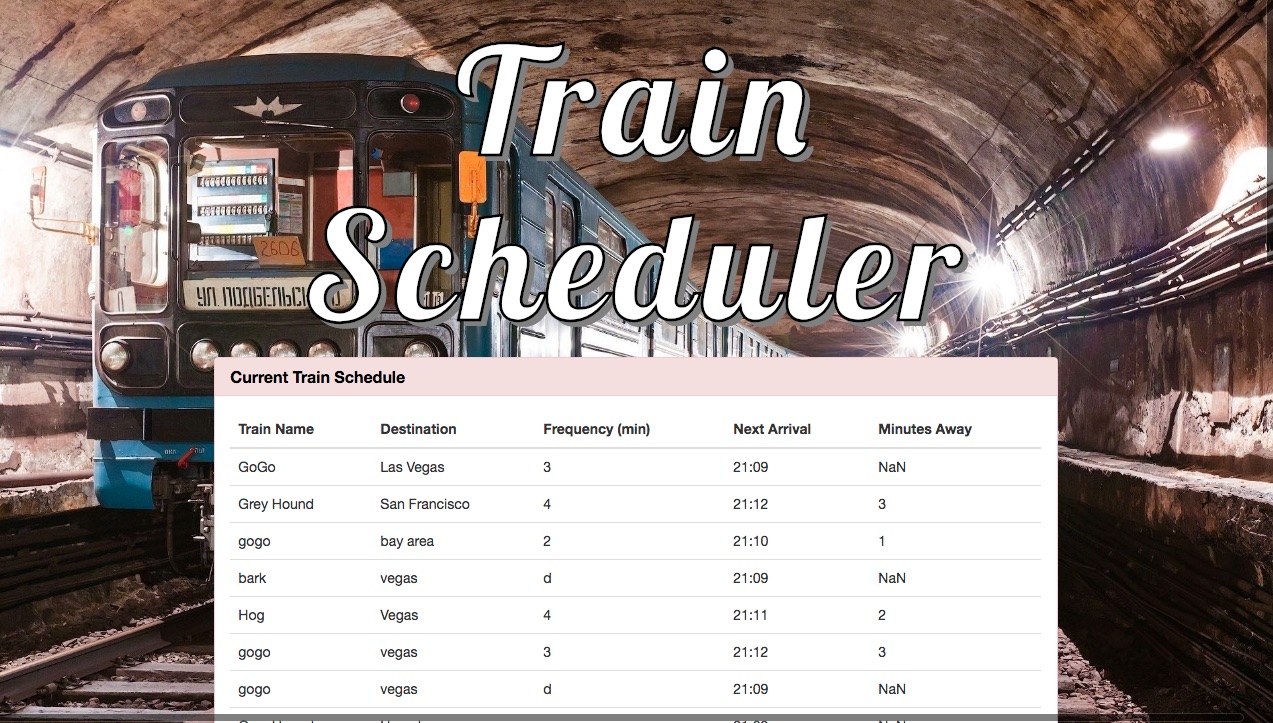 Train
Scheduler
26D6
УЛ ПОДБЕЛЬСК
Current Train Schedule
Train Name Destination Frequency (min) Next Arrival Minutes Away
GoGo Las Vegas 3 21:09 NaN
Grey Hound San Francisco 4 21:12 3
gogo bay area 2 21:10 1
bark vegas d 21:09 NaN
Hog Vegas 4 21:11 2
gogo vegas 3 21:12 3
gogo vegas d 21:09 NaN